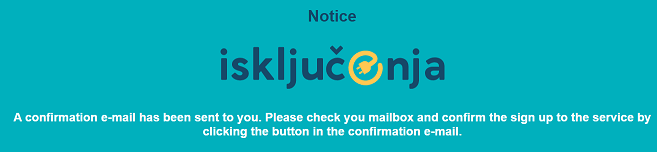 Notice
isključenja
A confirmation e-mail has been sent to you. Please check you mailbox and confirm the sign up to the service by
clicking the button in the confirmation e-mail.